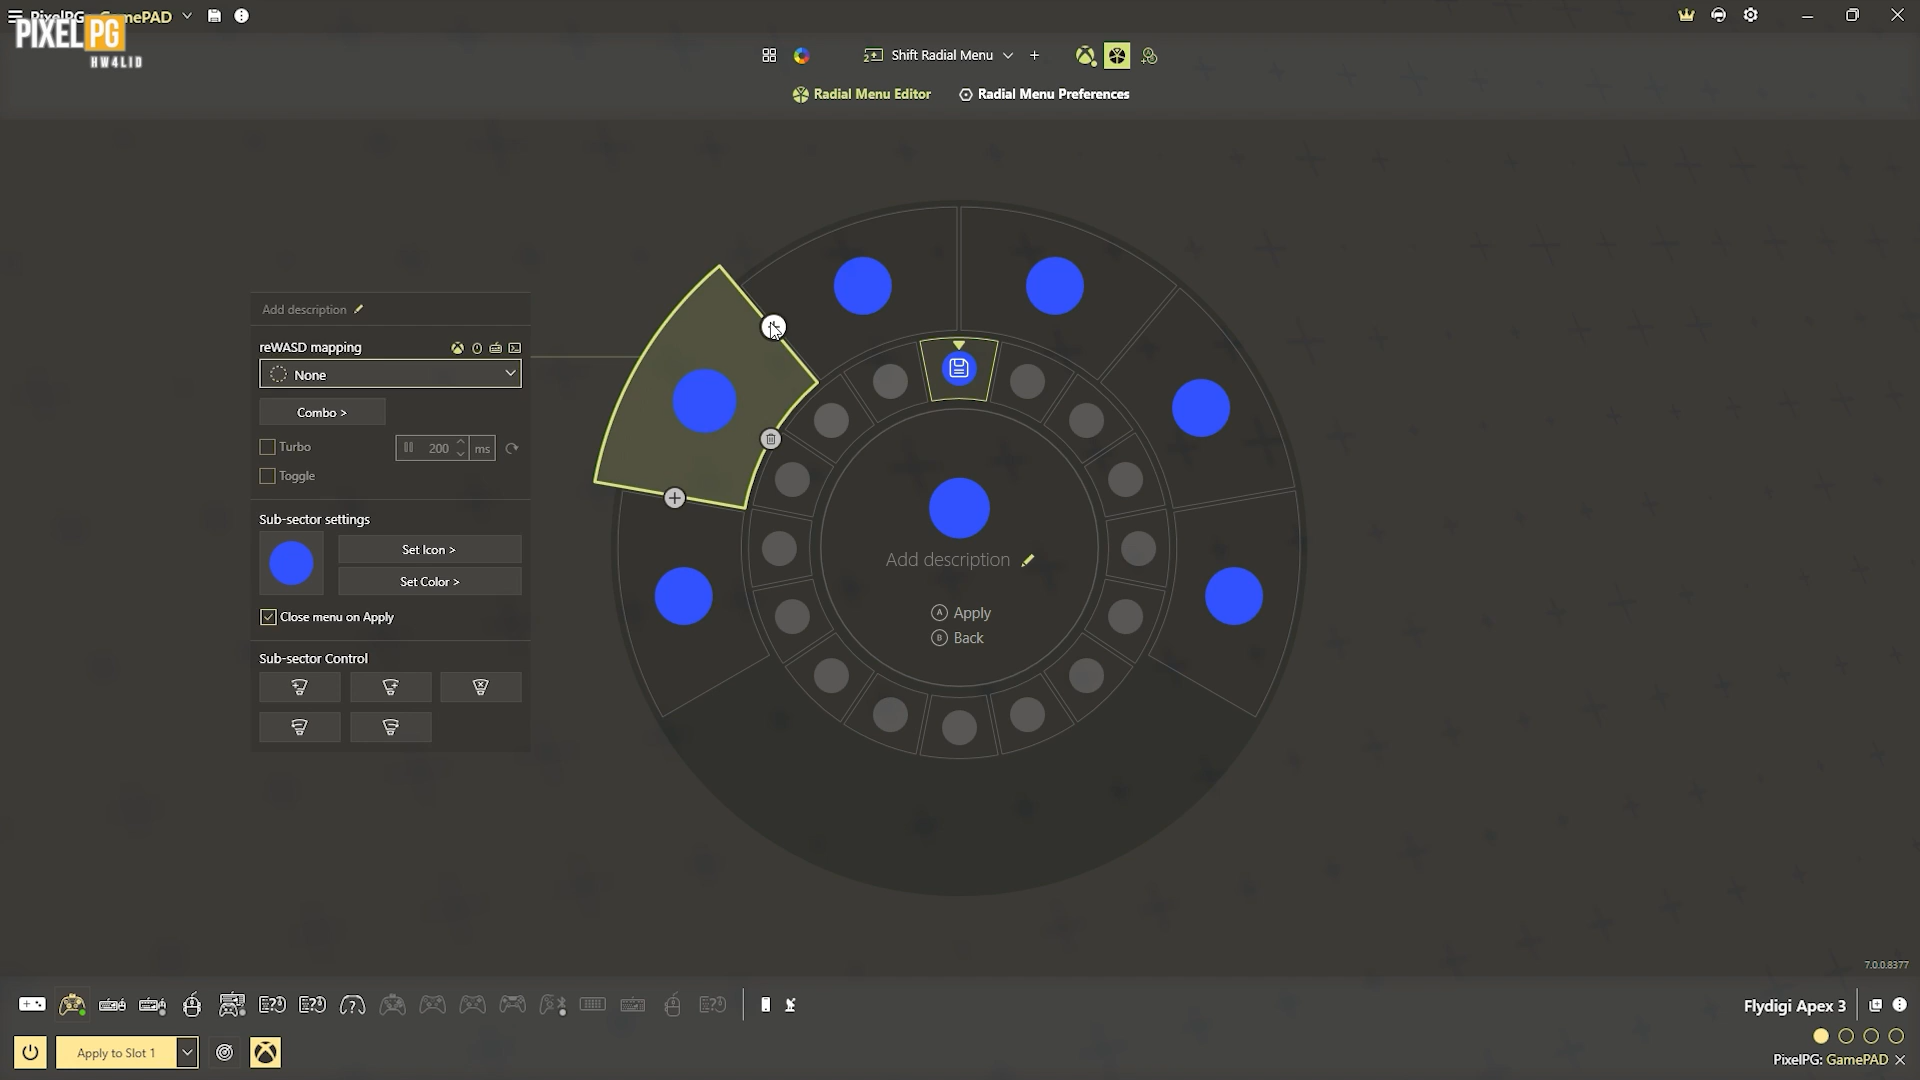 PixelPG: GamePAD
PIXEL PG
HW4LID
Shift Radial Menu
Radial Menu Editor
Radial Menu Preferences
Add description
reWASD mapping
None
Combo >
Turbo
200
ms
Toggle
Sub-sector settings
Set Icon >
Set Color >
Close menu on Apply
Sub-sector Control
Add description
A Apply
B Back
7.0.0.8377
Flydigi Apex 3
Apply to Slot 1
PixelPG: GamePAD